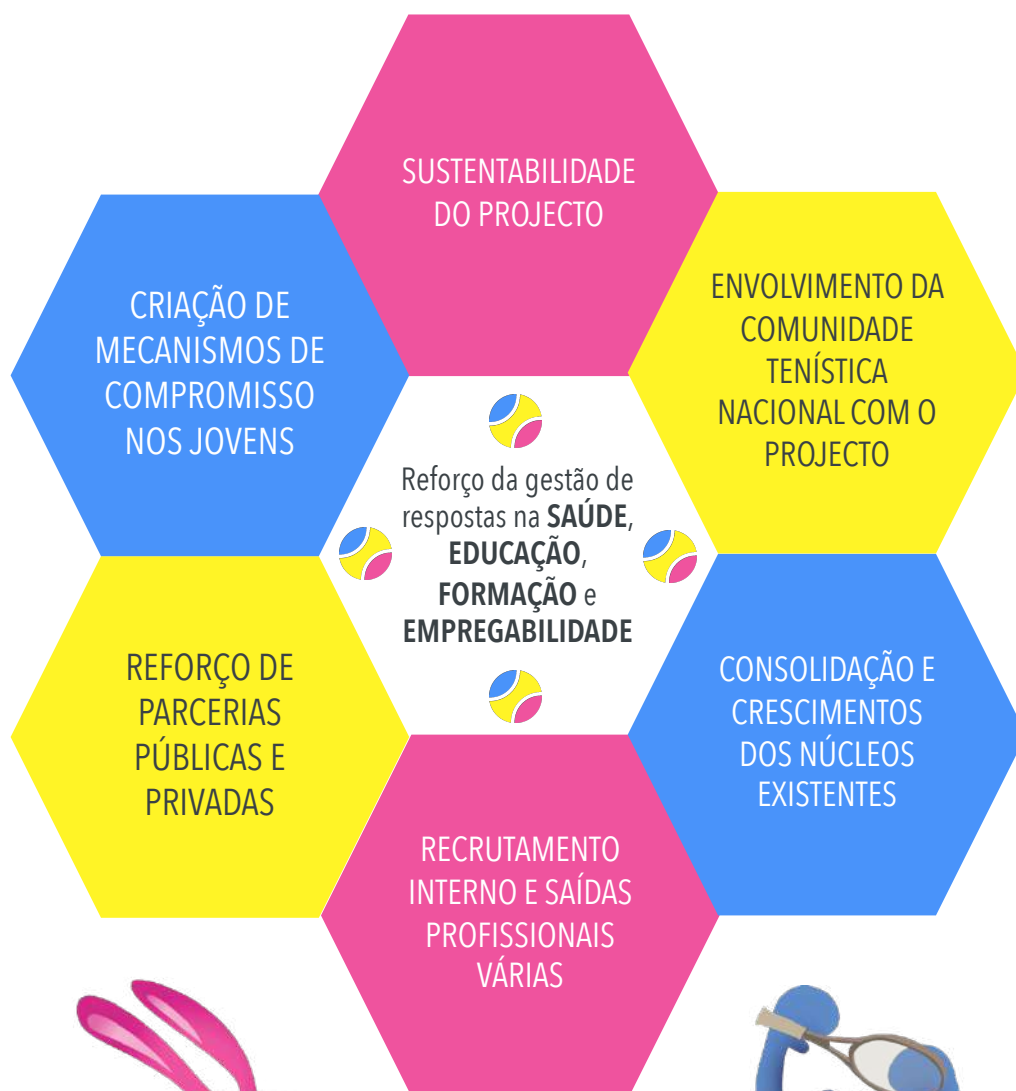 SUSTENTABILIDADE
DO PROJECTO
CRIAÇÃO DE
MECANISMOS DE
COMPROMISSO
NOS JOVENS
ENVOLVIMENTO DA
COMUNIDADE
TENÍSTICA
NACIONAL COM O
PROJECTO
Reforço da gestão de
respostas na SAÚDE,
EDUCAÇÃO,
FORMAÇÃO e
EMPREGABILIDADE
REFORÇO DE
PARCERIAS
PÚBLICAS E
PRIVADAS
CONSOLIDAÇÃO E
CRESCIMENTOS
DOS NÚCLEOS
EXISTENTES
RECRUTAMENTO
INTERNO E SAÍDAS
PROFISSIONAIS
VÁRIAS